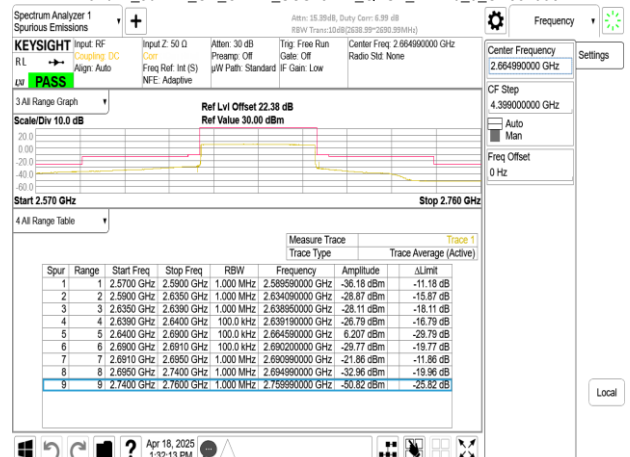 Spectrum Analyzer 1
Spurious Emissions
Attn: 15.39dB, Duty Corr: 6.99 dB
RBW Trans:10dB(2638.99~2690.99MHz)
Frequency
KEYSIGHT
Input: RF
Input Z: 50 Ω
Atten: 30 dB
Trig: Free Run
Center Freq: 2.664990000 GHz
RL
Coupling: DC
Corr
Preamp: Off
Gate: Off
Radio Std: None
Align: Auto
Freq Ref: Int (S)
µW Path: Standard
IF Gain: Low
LXI
PASS
NFE: Adaptive
Center Frequency
2.664990000 GHz
Settings
CF Step
4.399000000 GHz
Auto
Man
Freq Offset
0 Hz
3 All Range Graph
Ref Lvl Offset 22.38 dB
Scale/Div 10.0 dB
Ref Value 30.00 dBm
20.0
0.00
-20.0
-40.0
-60.0
Start 2.570 GHz
Stop 2.760 GHz
4 All Range Table
Measure Trace Trace 1
Trace Type Trace Average (Active)
Spur Range Start Freq Stop Freq RBW Frequency Amplitude ΔLimit
1 1 2.5700 GHz 2.5900 GHz 1.000 MHz 2.589590000 GHz -36.18 dBm -11.18 dB
2 2 2.5900 GHz 2.6350 GHz 1.000 MHz 2.634090000 GHz -28.87 dBm -15.87 dB
3 3 2.6350 GHz 2.6390 GHz 1.000 MHz 2.638950000 GHz -28.11 dBm -18.11 dB
4 4 2.6390 GHz 2.6400 GHz 100.0 kHz 2.639190000 GHz -26.79 dBm -16.79 dB
5 5 2.6400 GHz 2.6900 GHz 100.0 kHz 2.664590000 GHz 6.207 dBm -29.79 dB
6 6 2.6900 GHz 2.6910 GHz 100.0 kHz 2.690200000 GHz -29.77 dBm -19.77 dB
7 7 2.6910 GHz 2.6950 GHz 1.000 MHz 2.690990000 GHz -21.86 dBm -11.86 dB
8 8 2.6950 GHz 2.7400 GHz 1.000 MHz 2.694990000 GHz -32.96 dBm -19.96 dB
9 9 2.7400 GHz 2.7600 GHz 1.000 MHz 2.759990000 GHz -50.82 dBm -25.82 dB
Local
Apr 18, 2025
1:32:13 PM